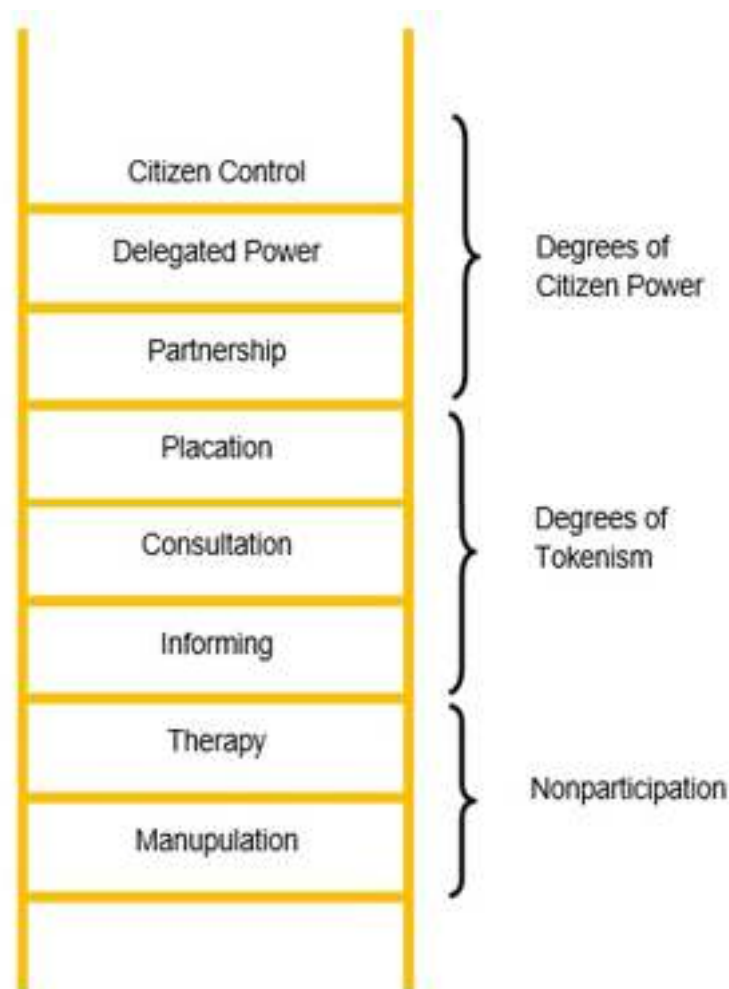 Citizen Control
Delegated Power
Partnership
Placation
Consultation
Informing
Therapy
Manupulation
Degrees of
Citizen Power
Degrees of
Tokenism
Nonparticipation